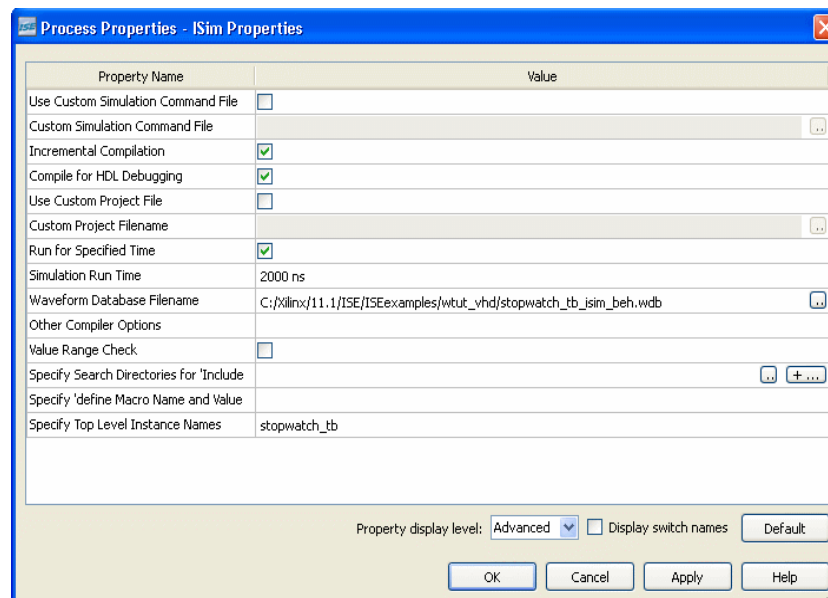 ISE Process Properties - ISim Properties
Property Name Value
Use Custom Simulation Command File
Custom Simulation Command File ..
Incremental Compilation
Compile for HDL Debugging
Use Custom Project File
Custom Project Filename ..
Run for Specified Time
Simulation Run Time 2000 ns
Waveform Database Filename C:/Xilinx/11.1/ISE/ISEexamples/wtut_vhd/stopwatch_tb_isim_beh.wdb ..
Other Compiler Options
Value Range Check
Specify Search Directories for 'Include .. + ...
Specify 'define Macro Name and Value
Specify Top Level Instance Names stopwatch_tb
Property display level: Advanced Display switch names Default
OK Cancel Apply Help